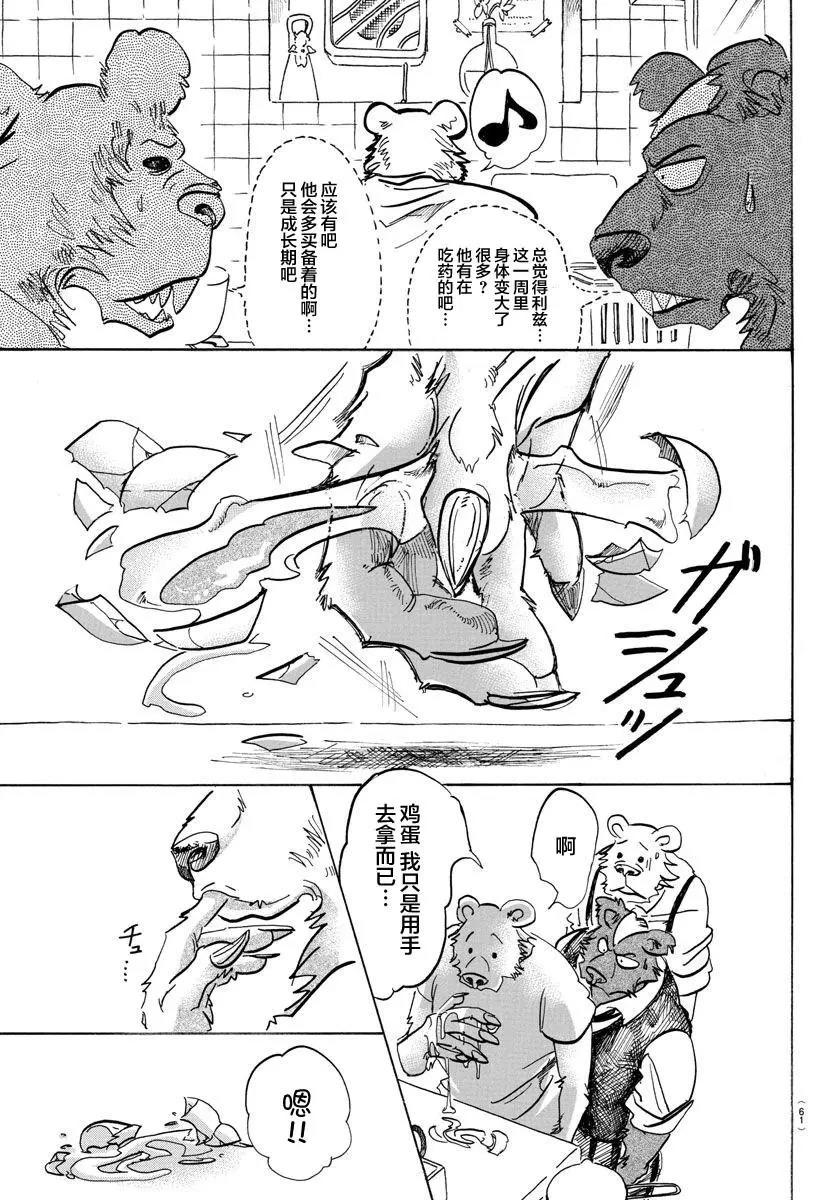 总觉得利兹…
这一周里
身体变大了
很多？
他有在
吃药的吧…
应该有吧
他会多买备着的啊…
只是成长期吧
ガシュッ
啊
鸡蛋 我只是用手
去拿而已…
チュ…
嗯!!
(61)